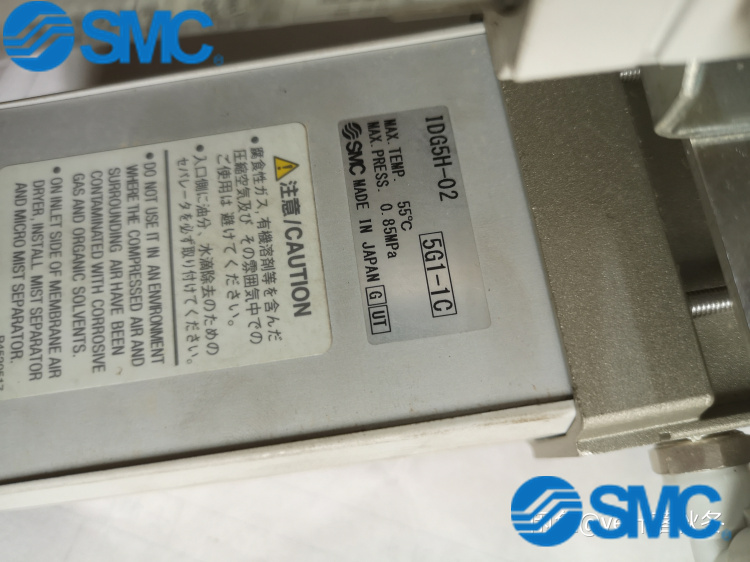 SMC
IDG5H-02
MAX. TEMP. 55℃
MAX. PRESS. 0.85MPa
SMC MADE IN JAPAN G UT
5G1-1C
注意/CAUTION
●腐食性ガス,有機溶剤等を含んだ
圧縮空気及び その雰囲気中での
ご使用は避けてください。
●入口側に油分、水滴除去のための
セパレータを必ず取り付けてください。
●DO NOT USE IT IN AN ENVIRONMENT
WHERE THE COMPRESSED AIR AND
SURROUNDING AIR HAVE BEEN
CONTAMINATED WITH CORROSIVE
GAS AND ORGANIC SOLVENTS.
●ON INLET SIDE OF MEMBRANE AIR
DRYER, INSTALL MIST SEPARATOR
AND MICRO MIST SEPARATOR.
SMC